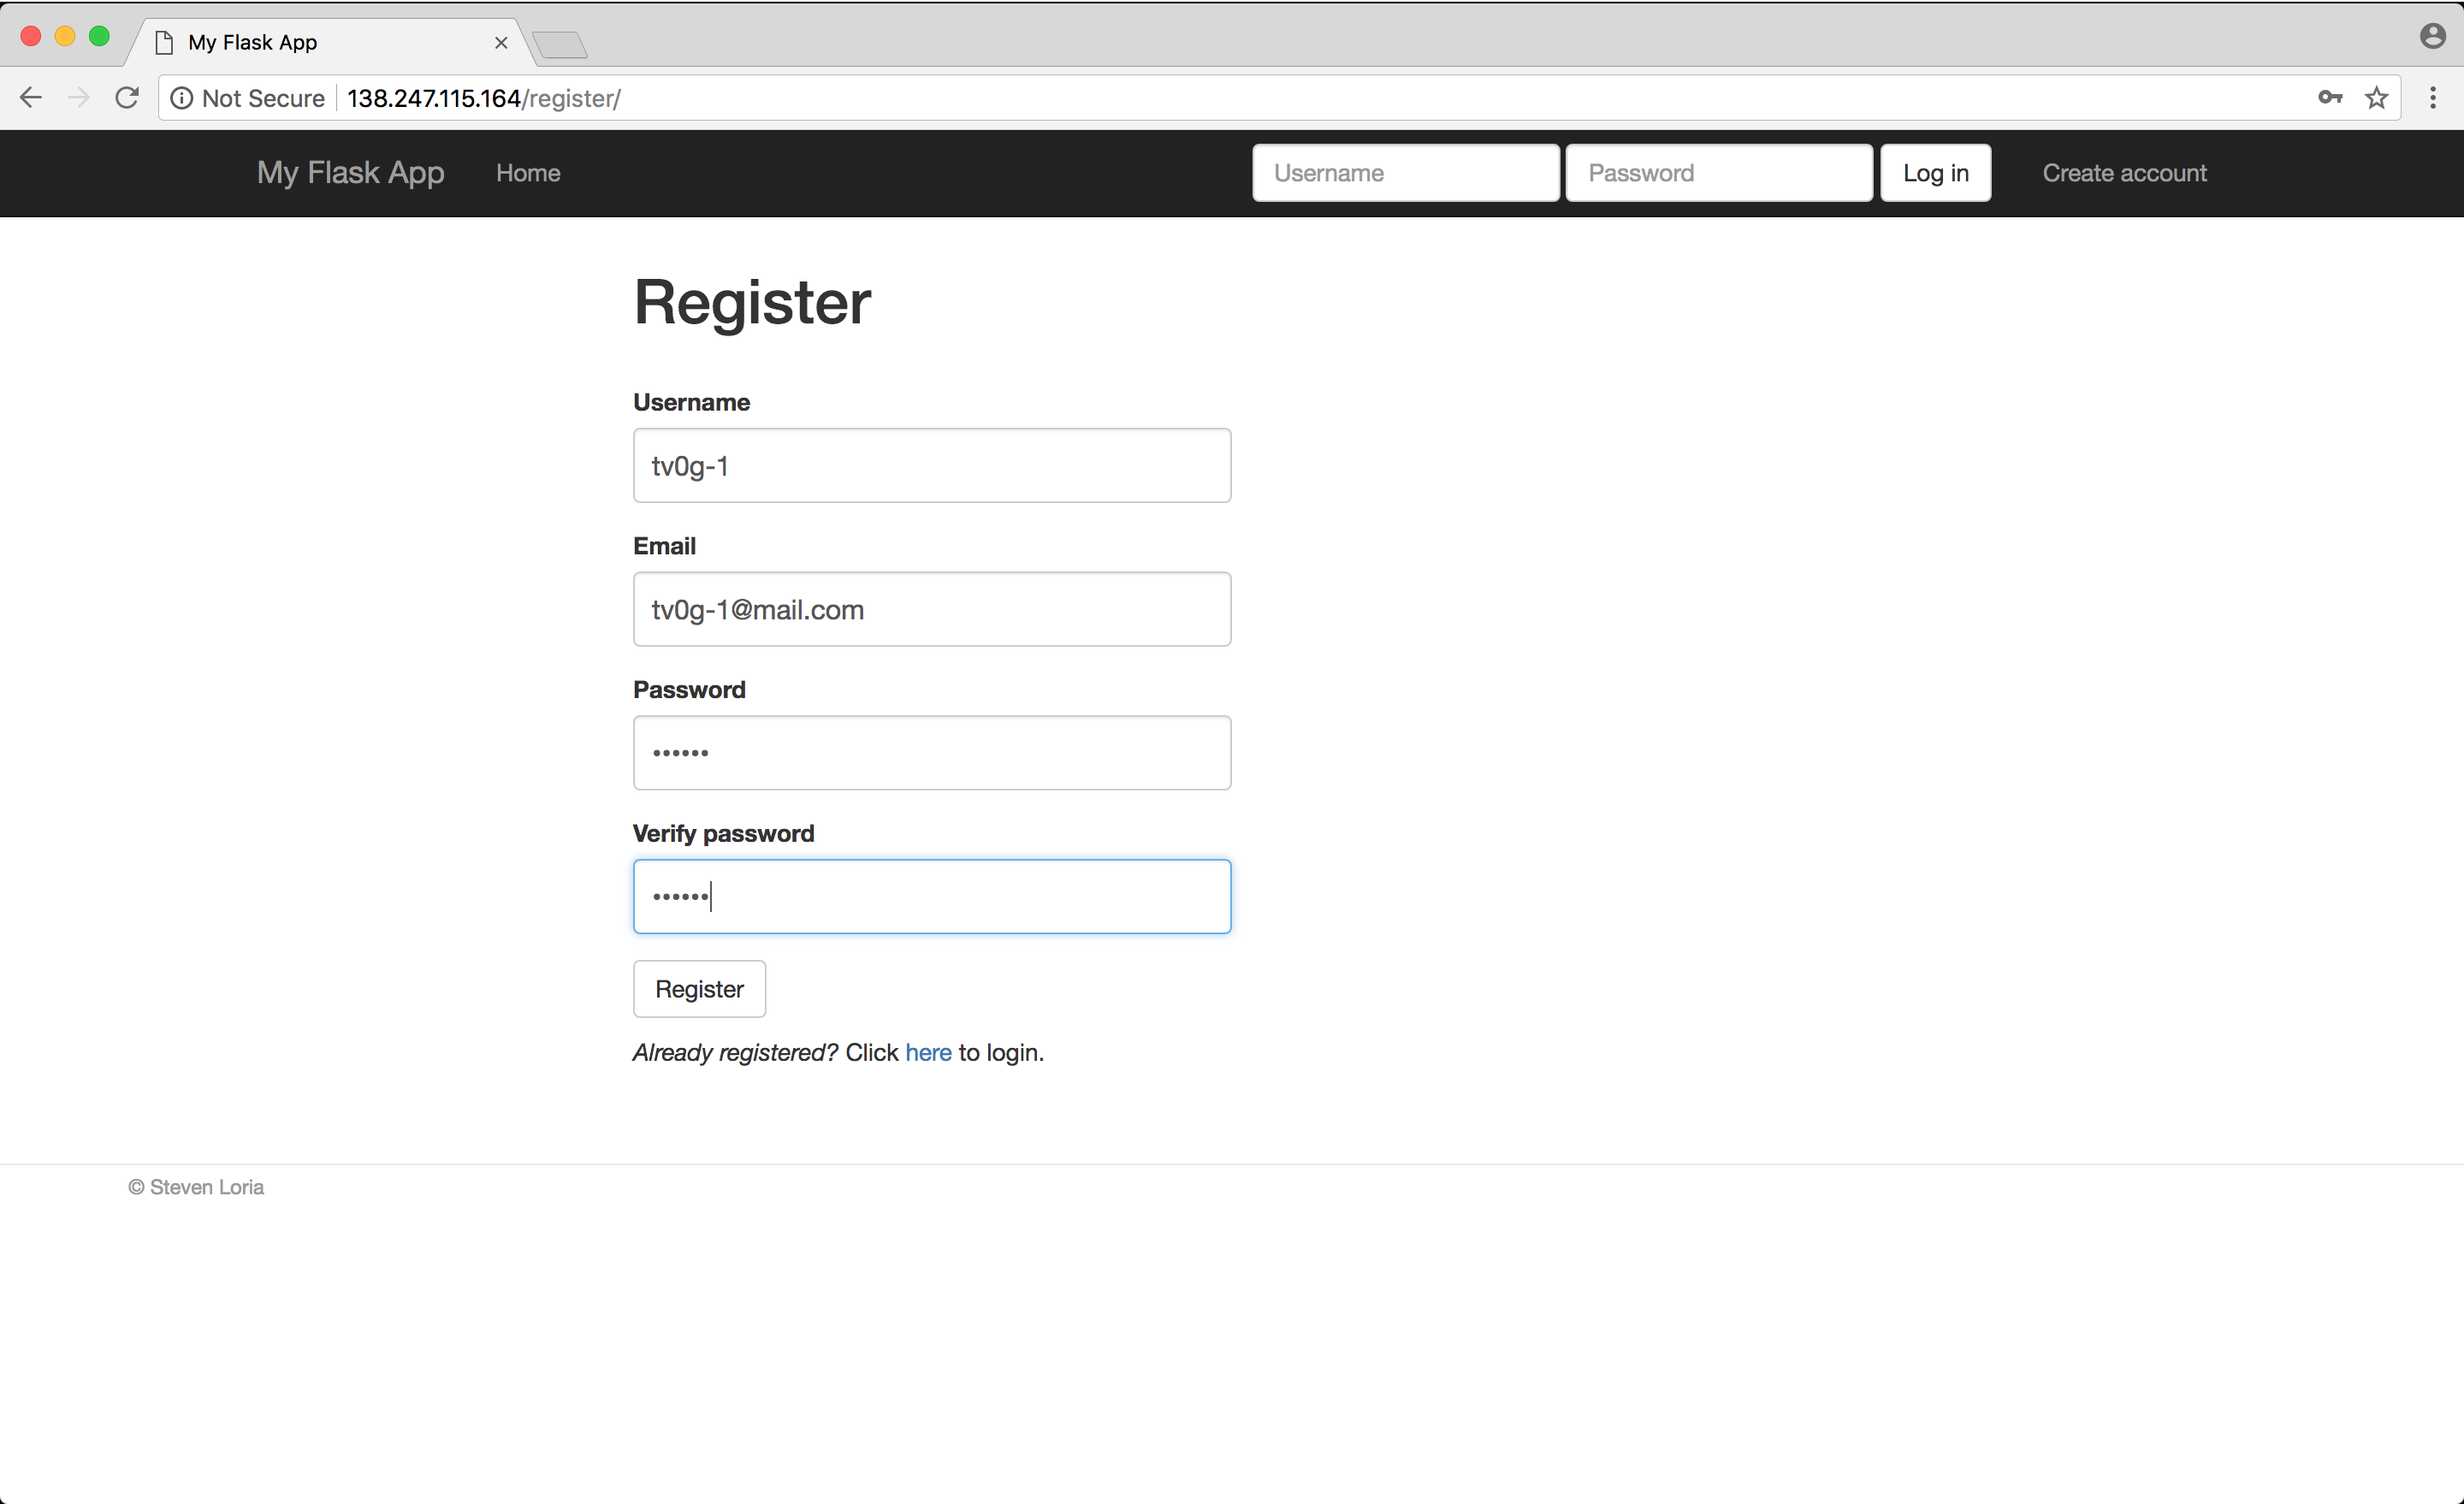 My Flask App
Not Secure 138.247.115.164/register/
My Flask App Home Username Password Log in Create account
Register
Username
tv0g-1
Email
tv0g-1@mail.com
Password
••••••
Verify password
••••••
Register
Already registered? Click here to login.
© Steven Loria